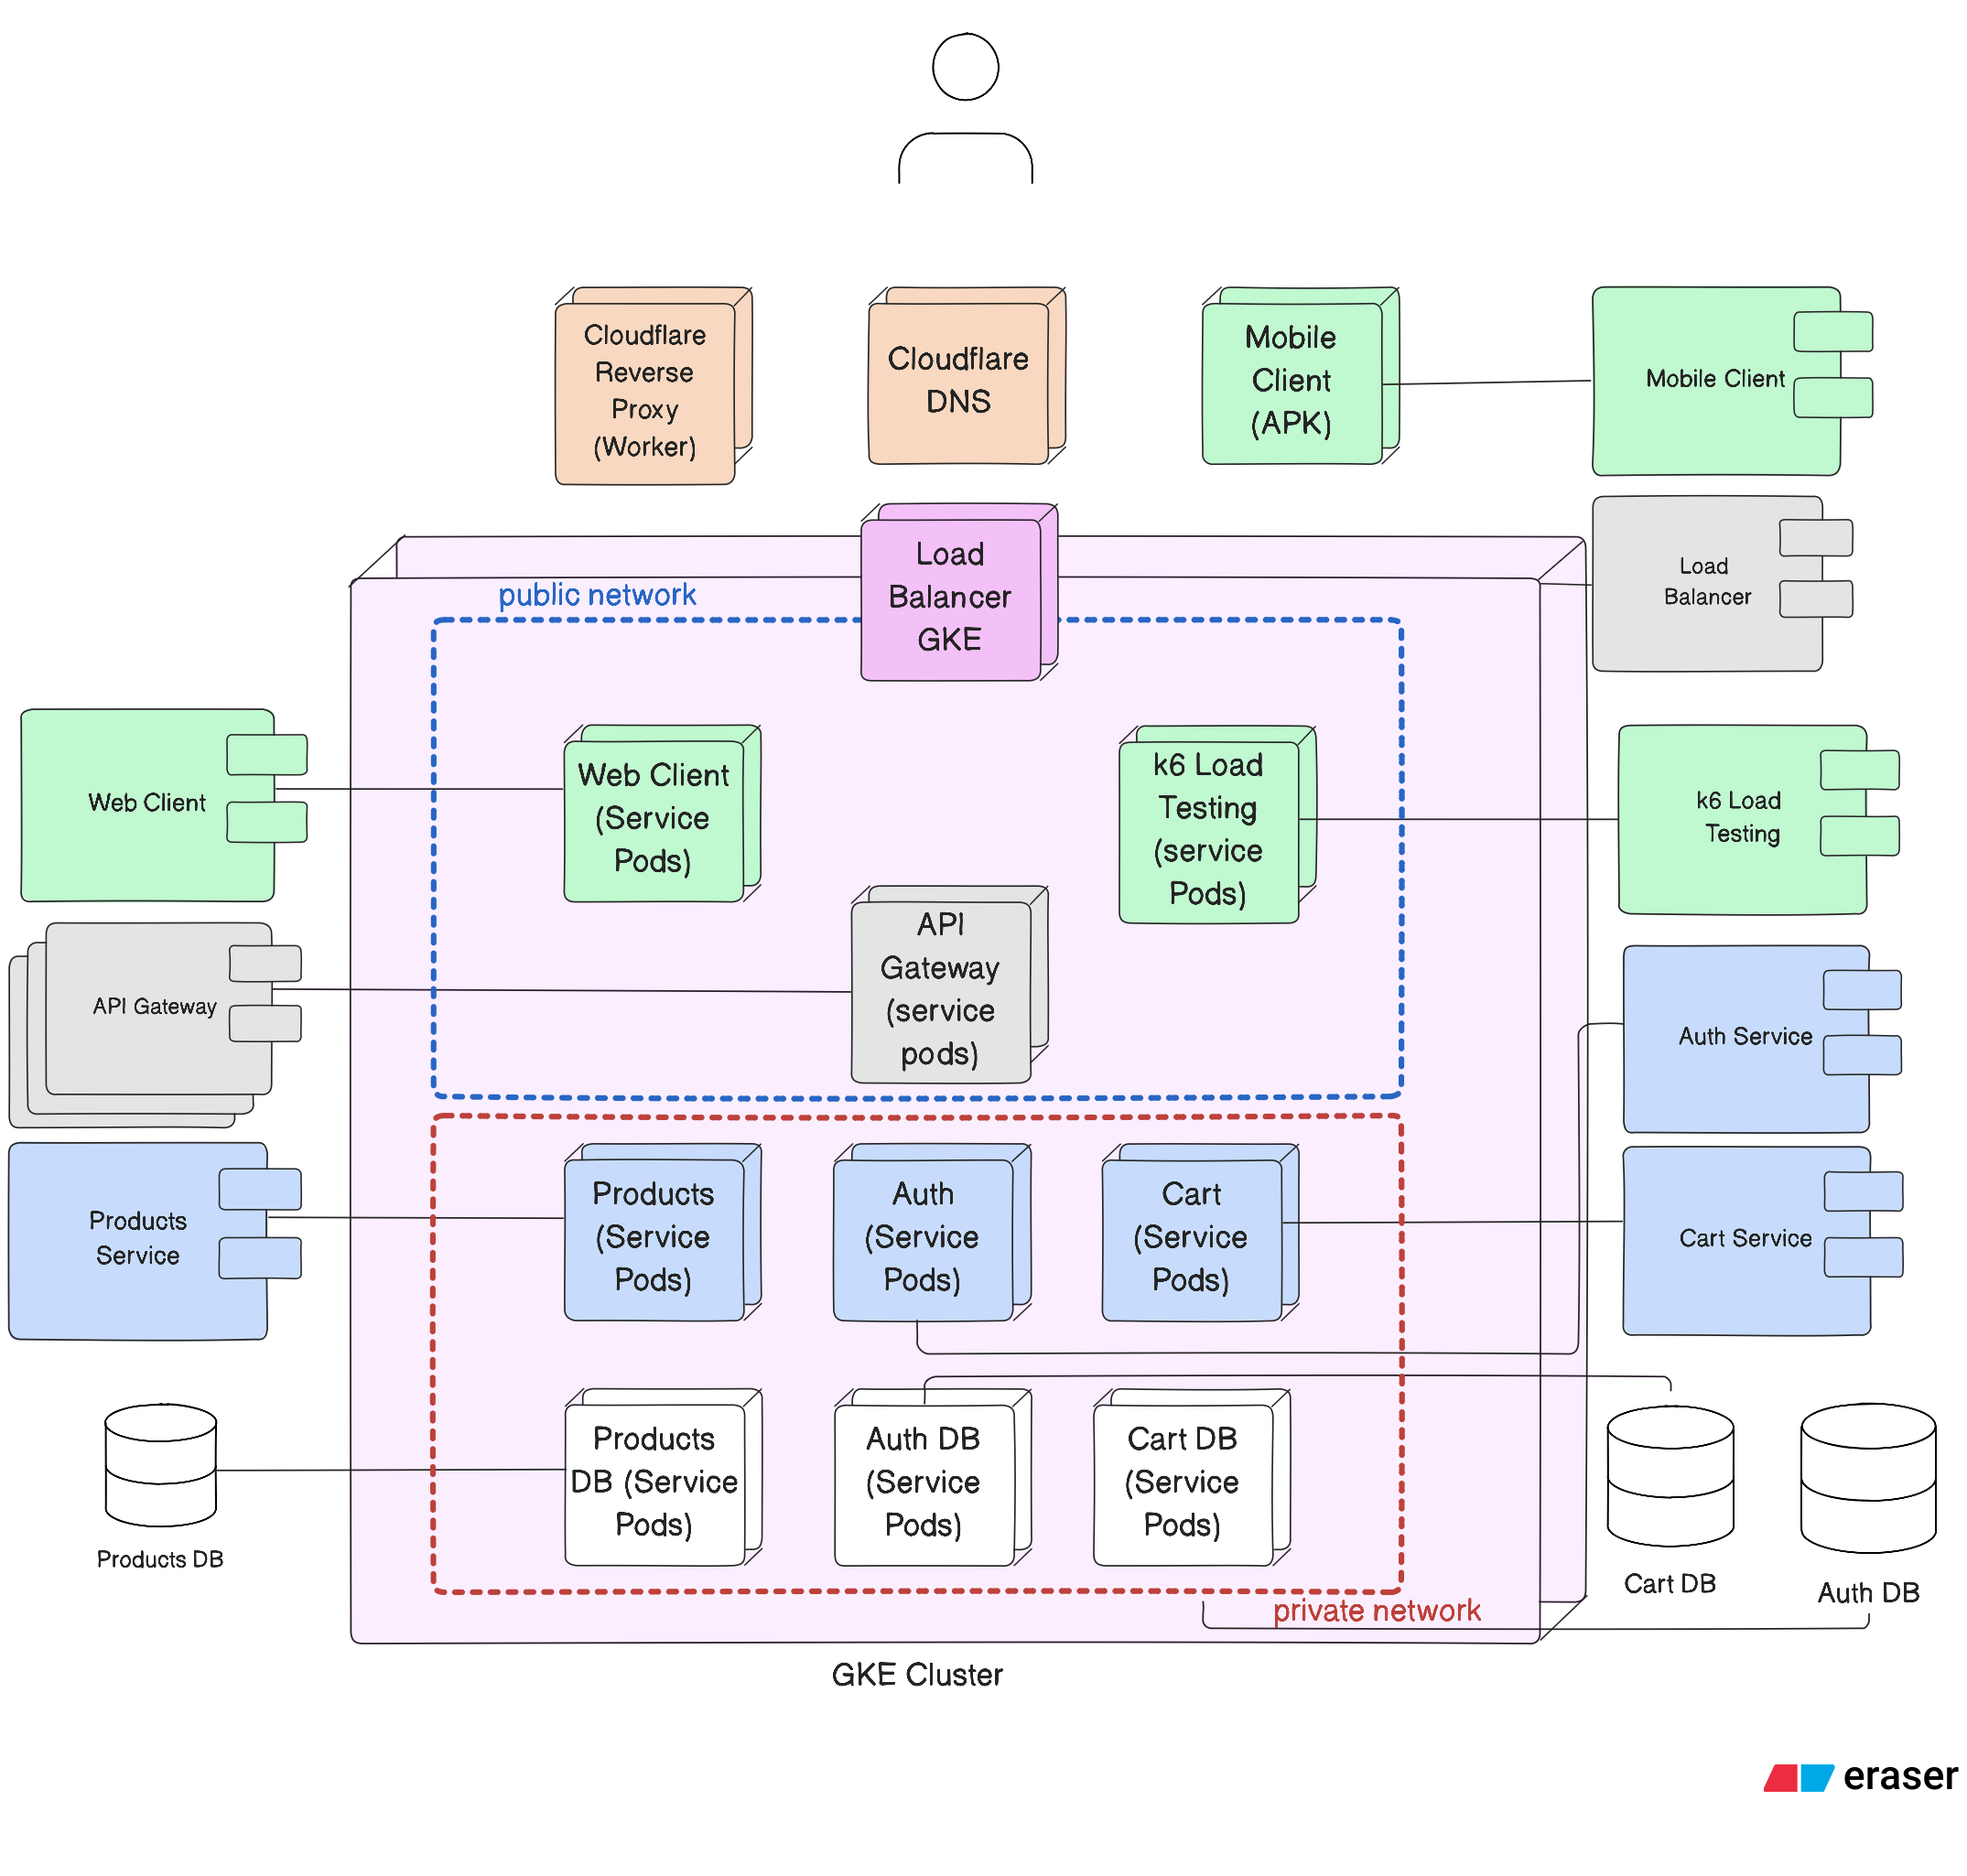 Cloudflare
Reverse
Proxy
(Worker)
Cloudflare
DNS
Mobile
Client
(APK)
Mobile Client
Load
Balancer
GKE
Load
Balancer
public network
Web Client
Web Client
(Service
Pods)
k6 Load
Testing
(service
Pods)
k6 Load
Testing
API Gateway
API
Gateway
(service
pods)
Auth Service
Products
Service
Products
(Service
Pods)
Auth
(Service
Pods)
Cart
(Service
Pods)
Cart Service
Products DB
Products
DB (Service
Pods)
Auth DB
(Service
Pods)
Cart DB
(Service
Pods)
Cart DB
Auth DB
private network
GKE Cluster
eraser